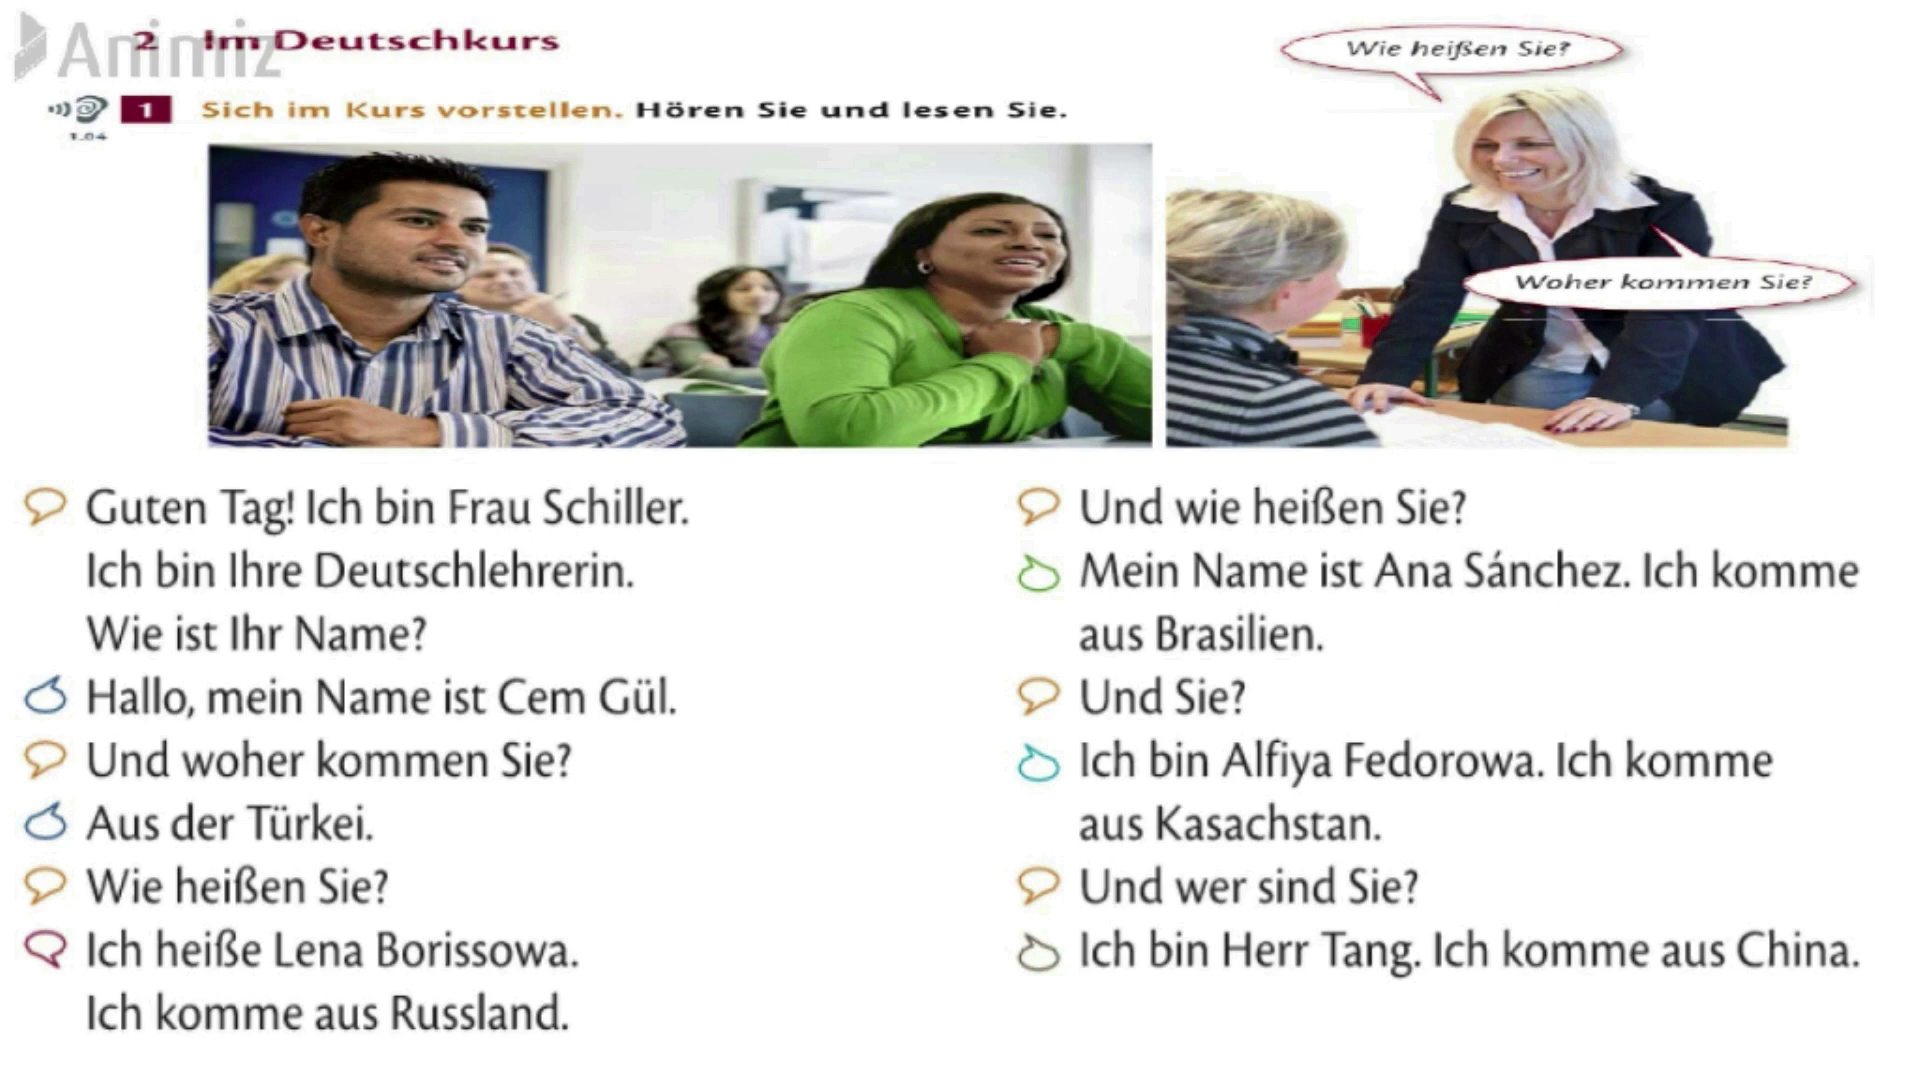 Animiz
2 Im Deutschkurs
Wie heißen Sie?
1 Sich im Kurs vorstellen. Hören Sie und lesen Sie.
1.04
Woher kommen Sie?
Guten Tag! Ich bin Frau Schiller.
Ich bin Ihre Deutschlehrerin.
Wie ist Ihr Name?
Hallo, mein Name ist Cem Gül.
Und woher kommen Sie?
Aus der Türkei.
Wie heißen Sie?
Ich heiße Lena Borissowa.
Ich komme aus Russland.
Und wie heißen Sie?
Mein Name ist Ana Sánchez. Ich komme
aus Brasilien.
Und Sie?
Ich bin Alfiya Fedorowa. Ich komme
aus Kasachstan.
Und wer sind Sie?
Ich bin Herr Tang. Ich komme aus China.